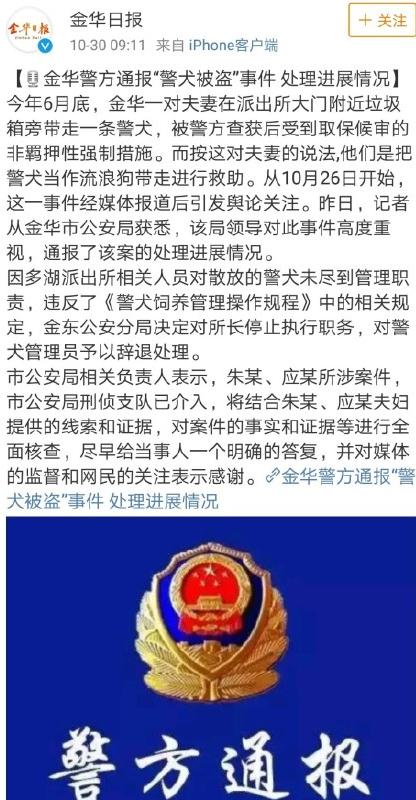 金华日报
金华日报
10-30 09:11 来自 iPhone客户端
+ 关注
【🎙金华警方通报“警犬被盗”事件 处理进展情况】
今年6月底，金华一对夫妻在派出所大门附近垃圾
箱旁带走一条警犬，被警方查获后受到取保候审的
非羁押性强制措施。而按这对夫妻的说法,他们是把
警犬当作流浪狗带走进行救助。从10月26日开始，
这一事件经媒体报道后引发舆论关注。昨日，记者
从金华市公安局获悉，该局领导对此事件高度重
视，通报了该案的处理进展情况。
因多湖派出所相关人员对散放的警犬未尽到管理职
责，违反了《警犬饲养管理操作规程》中的相关规
定，金东公安分局决定对所长停止执行职务，对警
犬管理员予以辞退处理。
市公安局相关负责人表示，朱某、应某所涉案件，
市公安局刑侦支队已介入，将结合朱某、应某夫妇
提供的线索和证据，对案件的事实和证据等进行全
面核查，尽早给当事人一个明确的答复，并对媒体
的监督和网民的关注表示感谢。金华警方通报“警
犬被盗”事件 处理进展情况
警方通报